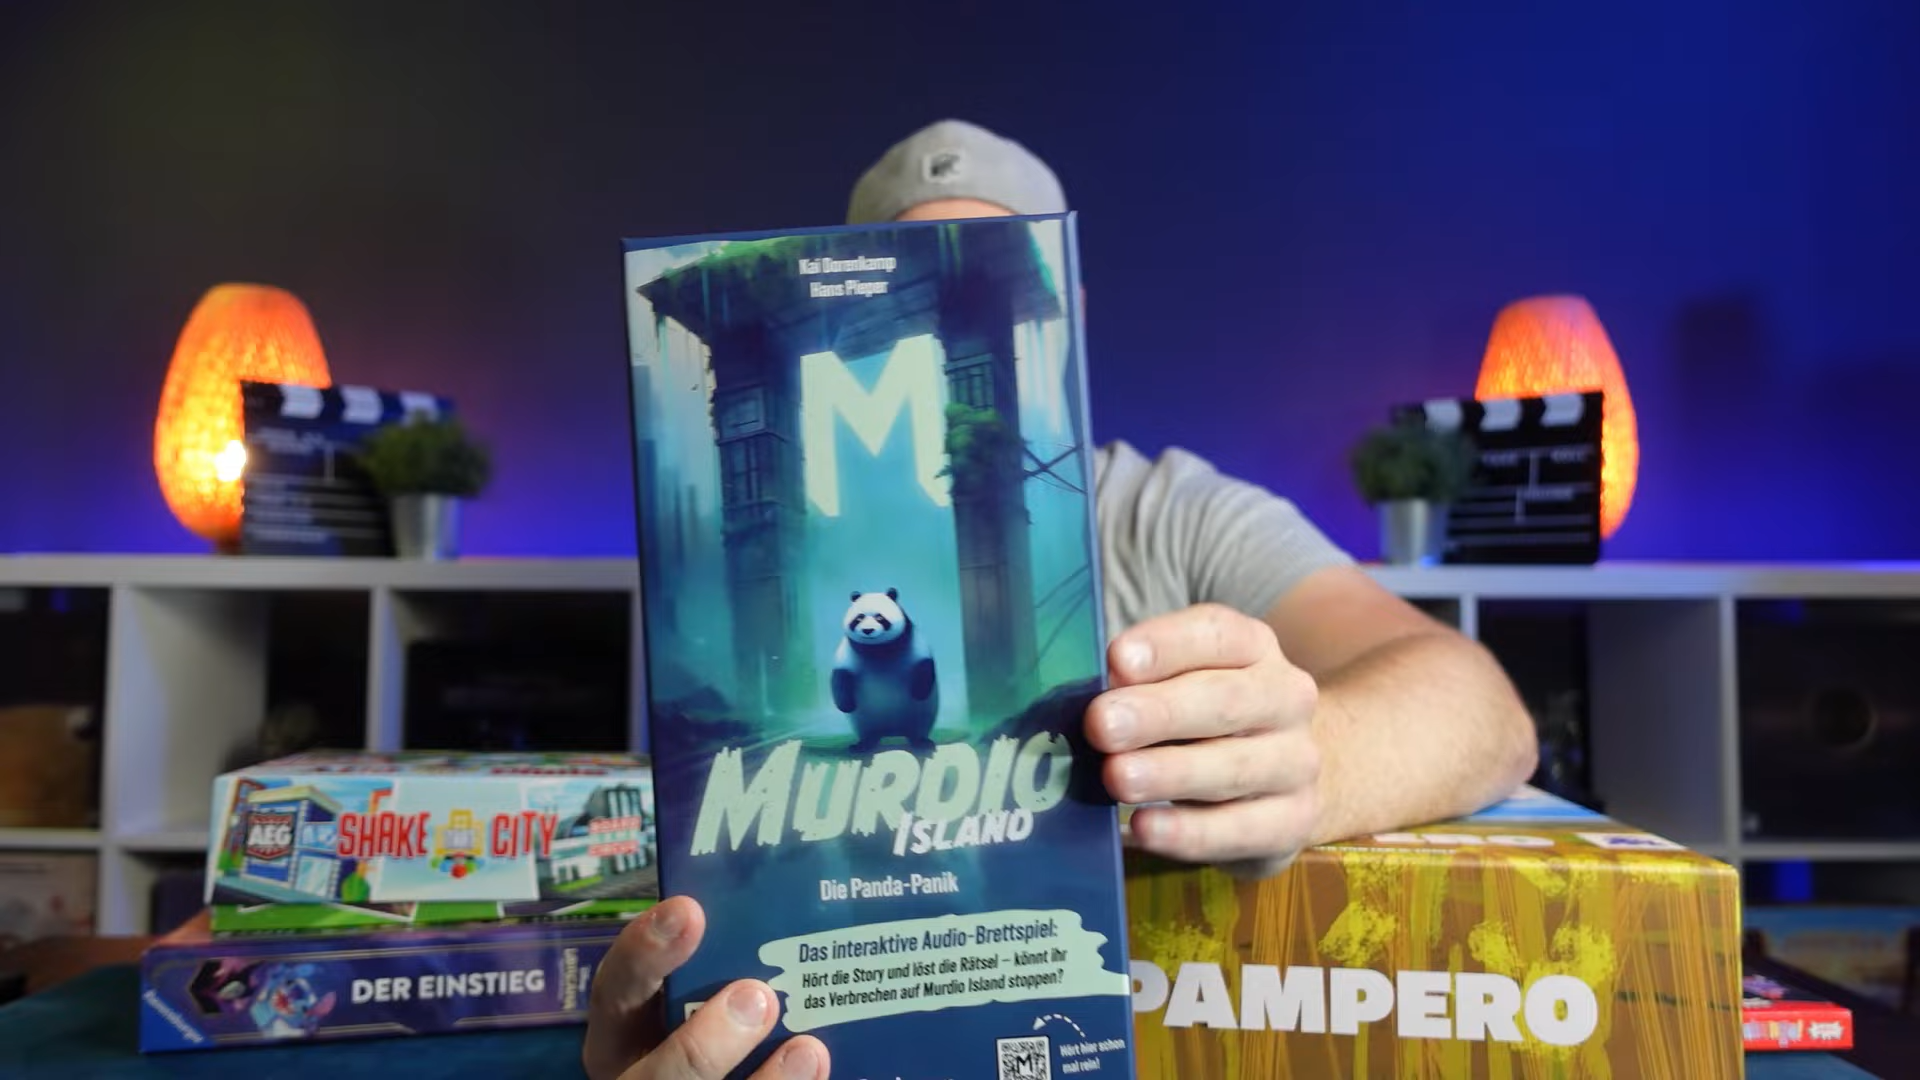 Kai Dorenkamp
Hans Pieper
M
MURDIO
ISLAND
Die Panda-Panik
Das interaktive Audio-Brettspiel:
Hört die Story und löst die Rätsel – könnt ihr
das Verbrechen auf Murdio Island stoppen?
Hört hier schon
mal rein!
M
AEG
SHAKE CITY
Ravensburger
DER EINSTIEG
PAMPERO